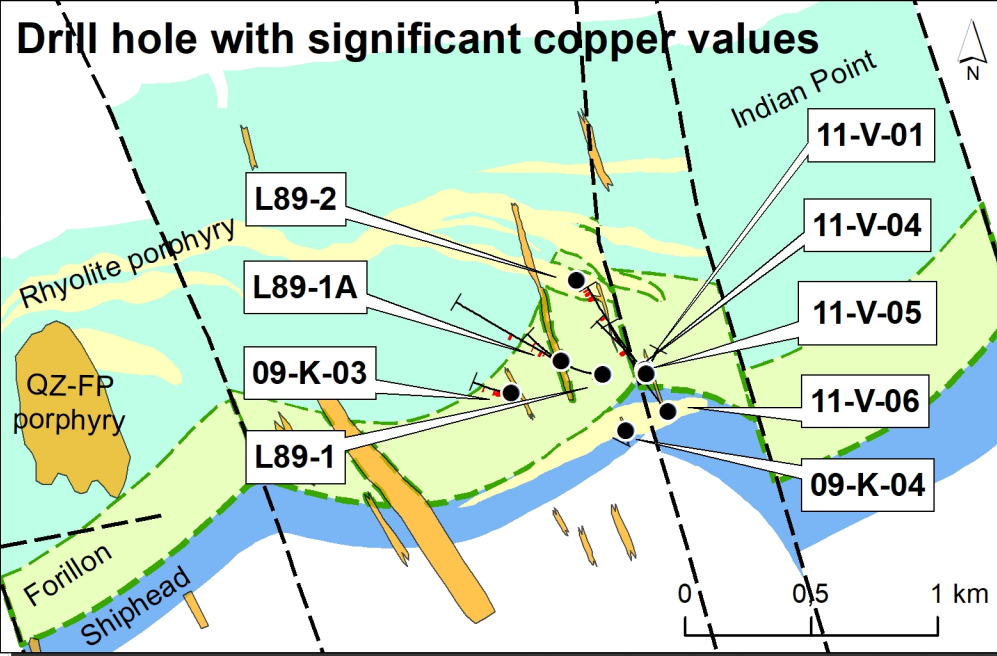 Drill hole with significant copper values
N
Indian Point
11-V-01
L89-2
11-V-04
Rhyolite porphyry
L89-1A
11-V-05
09-K-03
QZ-FP
porphyry
11-V-06
L89-1
09-K-04
Forillon
Shiphead
0 0,5 1 km